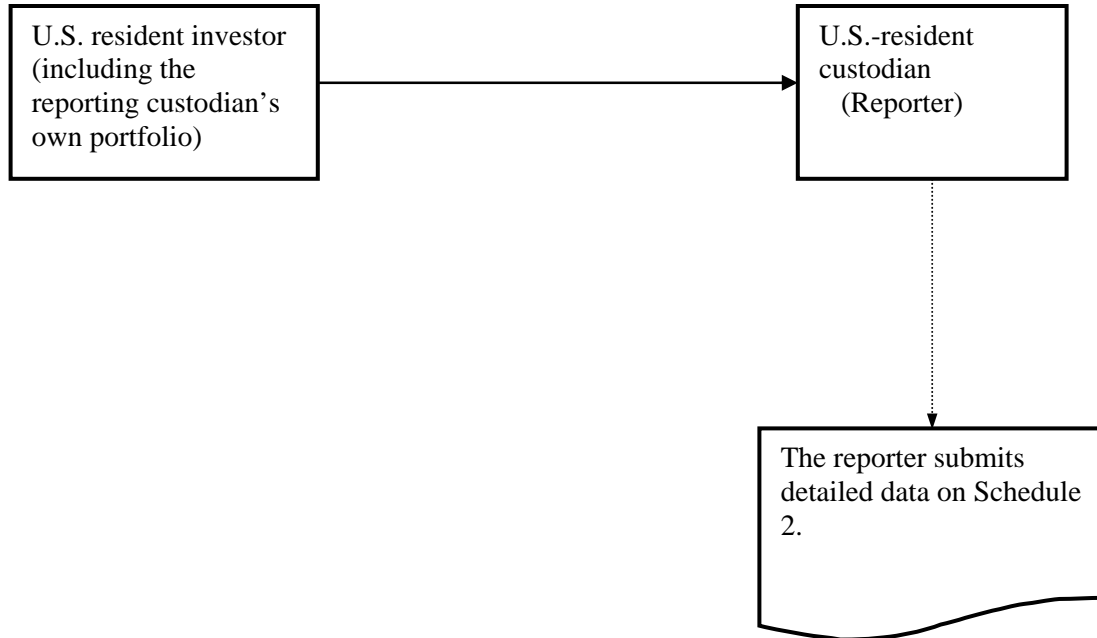 U.S. resident investor
(including the
reporting custodian's
own portfolio)
U.S.-resident
custodian
(Reporter)
The reporter submits
detailed data on Schedule
2.